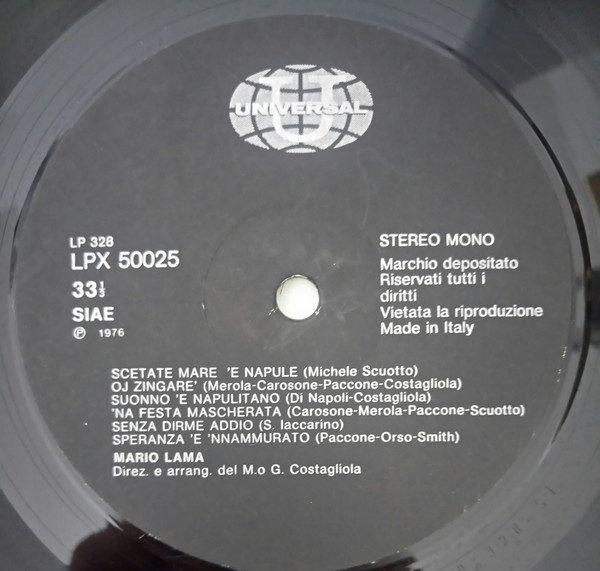 U
UNIVERSAL
LP 328
LPX 50025
33⅓
SIAE
℗ 1976
STEREO MONO
Marchio depositato
Riservati tutti i
diritti
Vietata la riproduzione
Made in Italy
SCETATE MARE 'E NAPULE (Michele Scuotto)
OJ ZINGARE' (Merola-Carosone-Paccone-Costagliola)
SUONNO 'E NAPULITANO (Di Napoli-Costagliola)
'NA FESTA MASCHERATA (Carosone-Merola-Paccone-Scuotto)
SENZA DIRME ADDIO (S. Iaccarino)
SPERANZA 'E 'NNAMMURATO (Paccone-Orso-Smith)
MARIO LAMA
Direz. e arrang. del M.o G. Costagliola